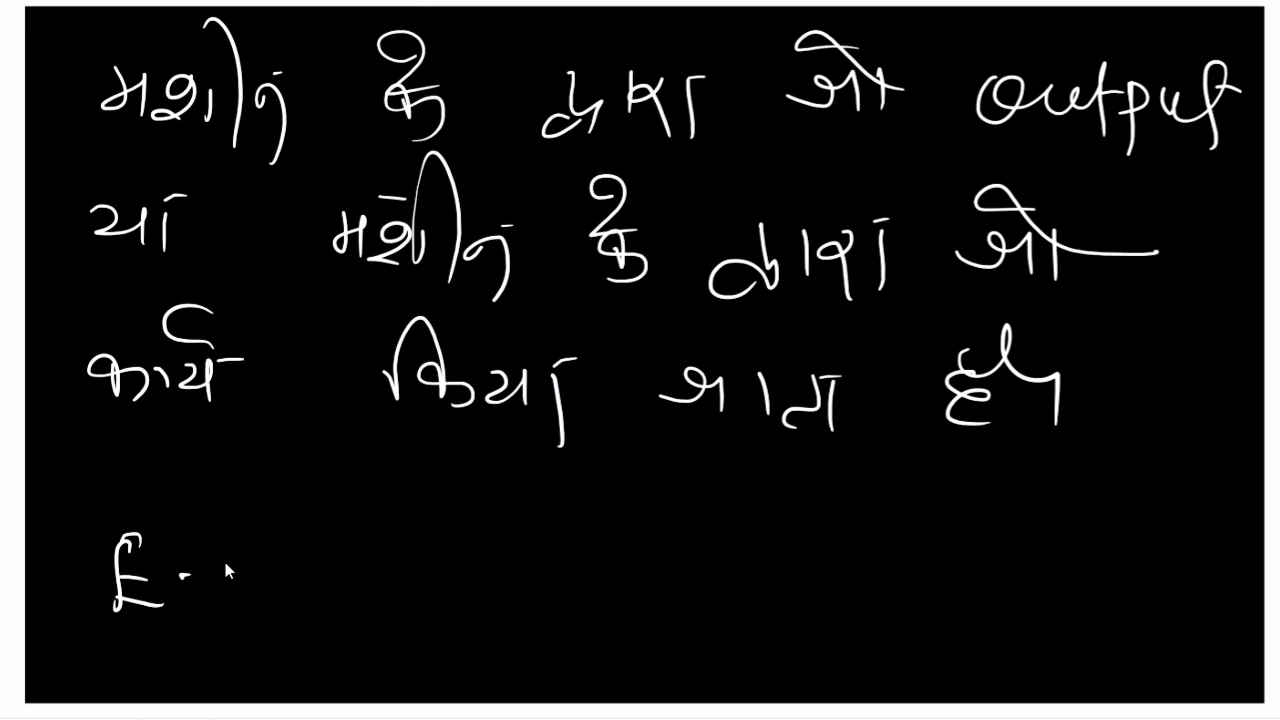 मशीन के द्वारा जो output
या मशीन के द्वारा जो
कार्य किया जाता है।
E.